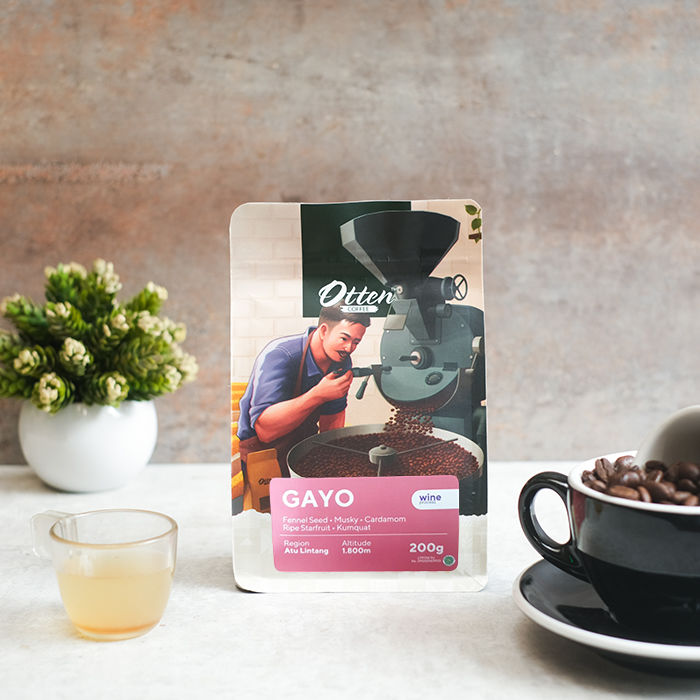 Otten
COFFEE
GAYO
wine
Fennel Seed • Musky • Cardamom
Ripe Starfruit • Kumquat
Region
Atu Lintang
Altitude
1.800m
200g